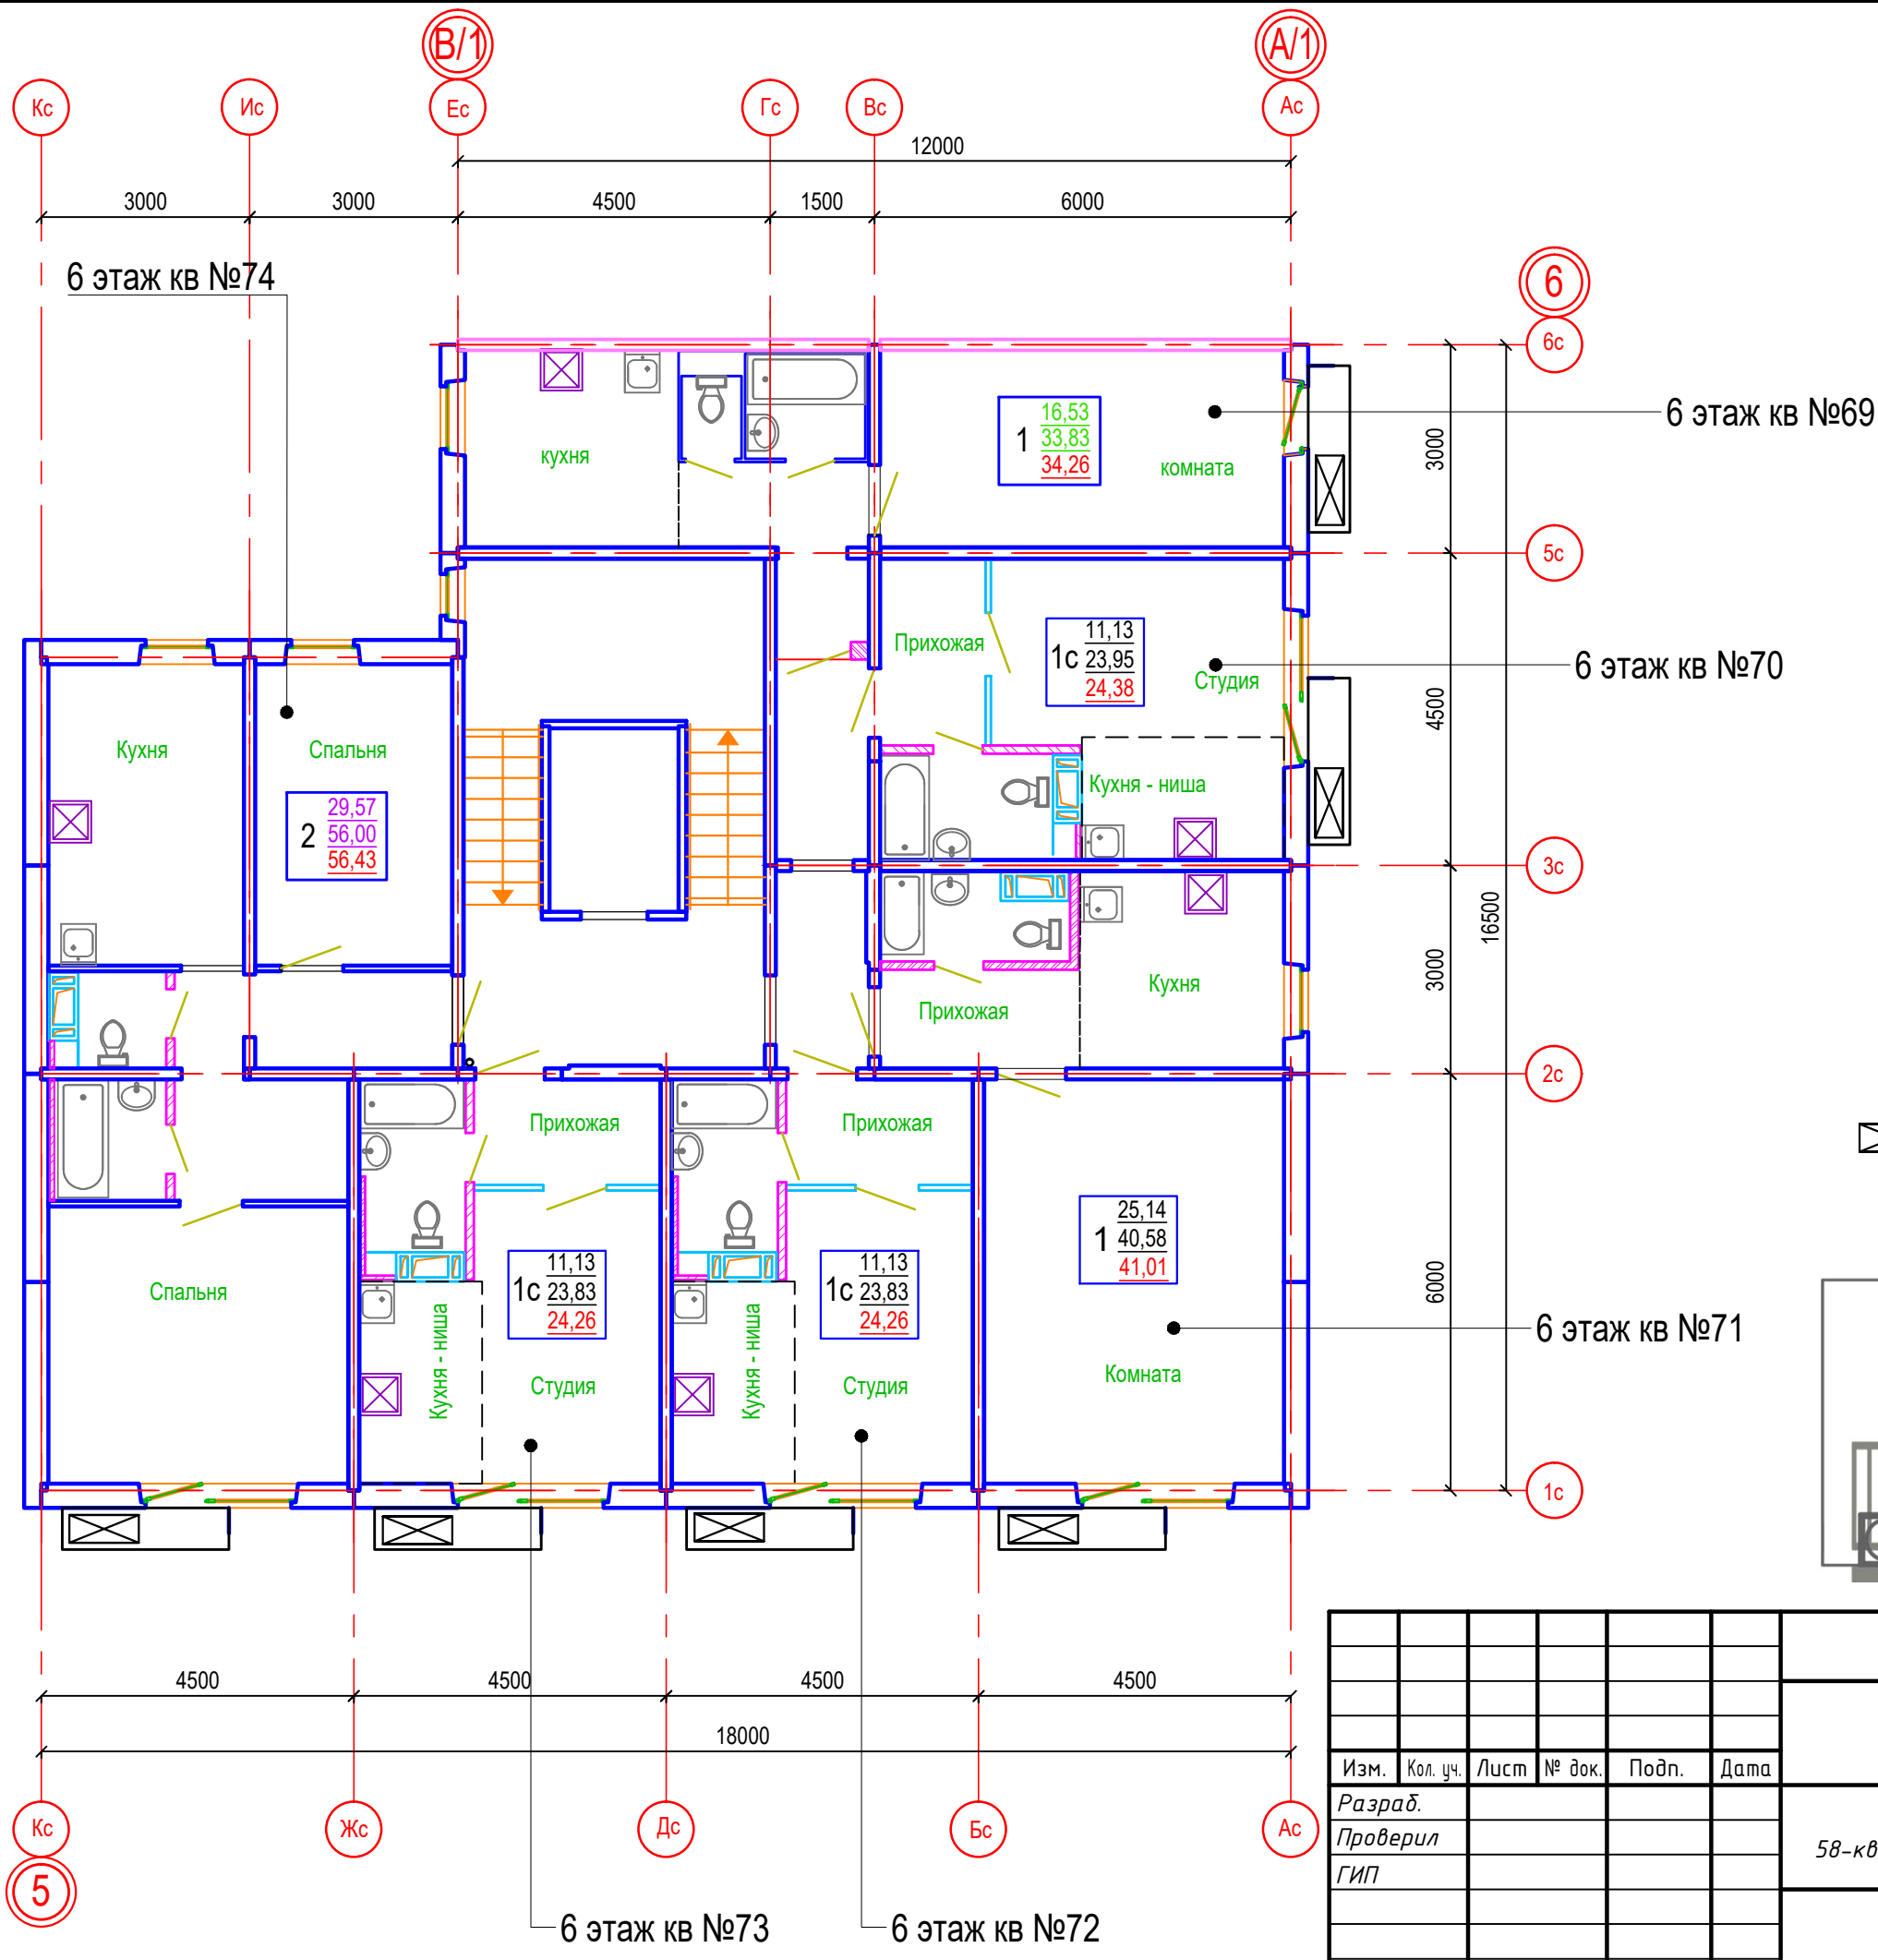 В/1
А/1
Кс
Ис
Ес
Гс
Вс
Ас
12000
3000
3000
4500
1500
6000
6 этаж кв №74
6
6с
16,53
1
33,83
34,26
кухня
комната
6 этаж кв №69
3000
5с
Прихожая
11,13
1с
23,95
24,38
Студия
6 этаж кв №70
4500
Кухня
Спальня
29,57
2
56,00
56,43
Кухня - ниша
3с
16500
Кухня
Прихожая
3000
2с
Прихожая
Прихожая
25,14
1
40,58
41,01
Спальня
11,13
1с
23,83
24,26
11,13
1с
23,83
24,26
6000
Кухня - ниша
Студия
Кухня - ниша
Студия
Комната
6 этаж кв №71
1с
4500
4500
4500
4500
18000
Кс
Жс
Дс
Бс
Ас
5
6 этаж кв №73
6 этаж кв №72
Изм.
Кол. уч.
Лист
№ док.
Подп.
Дата
Разраб.
Проверил
ГИП
58-кв